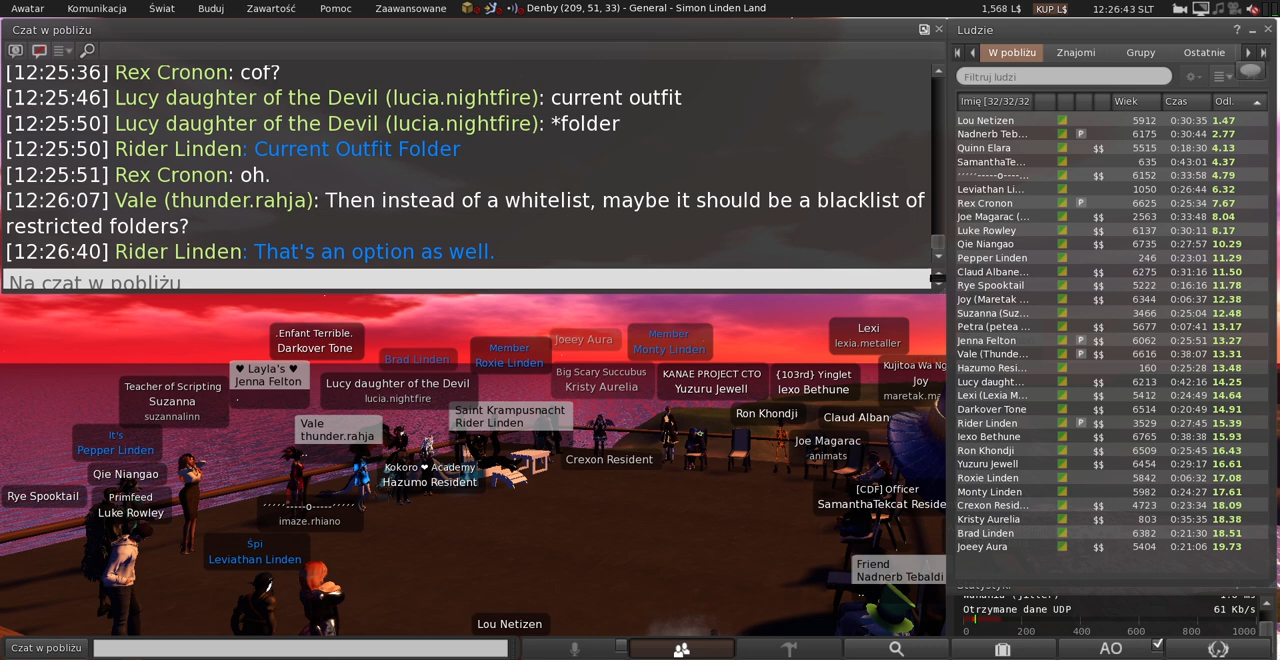 Awatar Komunikacja Świat Buduj Zawartość Pomoc Zaawansowane Denby (209, 51, 33) - General - Simon Linden Land 1,568 L$ KUP L$ 12:26:43 SLT
Czat w pobliżu
[12:25:36] Rex Cronon: cof?
[12:25:46] Lucy daughter of the Devil (lucia.nightfire): current outfit
[12:25:50] Lucy daughter of the Devil (lucia.nightfire): *folder
[12:25:50] Rider Linden: Current Outfit Folder
[12:25:51] Rex Cronon: oh.
[12:26:07] Vale (thunder.rahja): Then instead of a whitelist, maybe it should be a blacklist of
restricted folders?
[12:26:40] Rider Linden: That's an option as well.
Na czat w pobliżu
.Enfant Terrible.
Darkover Tone
Brad Linden
Member
Roxie Linden
Joeey Aura
Member
Monty Linden
Lexi
lexia.metaller
♥ Layla's ♥
Jenna Felton
.
Teacher of Scripting
Suzanna
suzannalinn
Lucy daughter of the Devil
lucia.nightfire
Big Scary Succubus
Kristy Aurelia
KANAE PROJECT CTO
Yuzuru Jewell
{103rd} Yinglet
Iexo Bethune
Kujitoa Wa Ng
Joy
maretak.ma
Saint Krampusnacht
Rider Linden
Vale
thunder.rahja
Ron Khondji
Claud Alban
It's
Pepper Linden
Joe Magarac
animats
Crexon Resident
Kokoro ♥ Academy
Hazumo Resident
Qie Niangao
Rye Spooktail
Primfeed
Luke Rowley
[CDF] Officer
SamanthaTekcat Reside
´´´´-----o----´´´´´
imaze.rhiano
Śpi
Leviathan Linden
Friend
Nadnerb Tebaldi
Lou Netizen
Ludzie
W pobliżu Znajomi Grupy Ostatnie
Filtruj ludzi
Imię [32/32/32 Wiek Czas Odl.
Lou Netizen 5912 0:30:35 1.47
Nadnerb Teb... P 6175 0:30:44 2.77
Quinn Elara $$ 5515 0:18:30 4.13
SamanthaTe... 635 0:43:01 4.37
´´´´-----o----... $$ 6152 0:33:58 4.79
Leviathan Li... 1050 0:26:44 6.32
Rex Cronon P 6625 0:25:34 7.67
Joe Magarac (... $$ 2563 0:33:48 8.04
Luke Rowley $$ 6137 0:30:11 8.17
Qie Niangao $$ 6735 0:27:57 10.29
Pepper Linden 246 0:23:01 11.29
Claud Albane... $$ 6275 0:31:16 11.50
Rye Spooktail $$ 5222 0:16:16 11.78
Joy (Maretak ... $$ 6344 0:06:37 12.38
Suzanna (Suz... 3466 0:25:04 12.48
Petra (petea ... $$ 5677 0:07:41 13.17
Jenna Felton P $$ 6062 0:25:51 13.27
Vale (Thunde... P $$ 6616 0:38:07 13.31
Hazumo Resi... 160 0:25:28 13.48
Lucy daught... $$ 6213 0:42:16 14.25
Lexi (Lexia M... $$ 5412 0:24:49 14.64
Darkover Tone $$ 6514 0:20:49 14.91
Rider Linden P $$ 3529 0:27:45 15.39
Iexo Bethune $$ 6765 0:38:38 15.93
Ron Khondji $$ 6509 0:25:45 16.43
Yuzuru Jewell $$ 6454 0:29:17 16.61
Roxie Linden 5842 0:06:32 17.08
Monty Linden 5982 0:24:27 17.61
Crexon Resid... $$ 4723 0:23:34 18.09
Kristy Aurelia $$ 803 0:35:35 18.38
Brad Linden 6382 0:21:30 18.51
Joeey Aura $$ 5404 0:21:06 19.73
Otrzymane dane UDP 61 Kb/s
0 200 400 600 800 1000
Czat w pobliżu AO